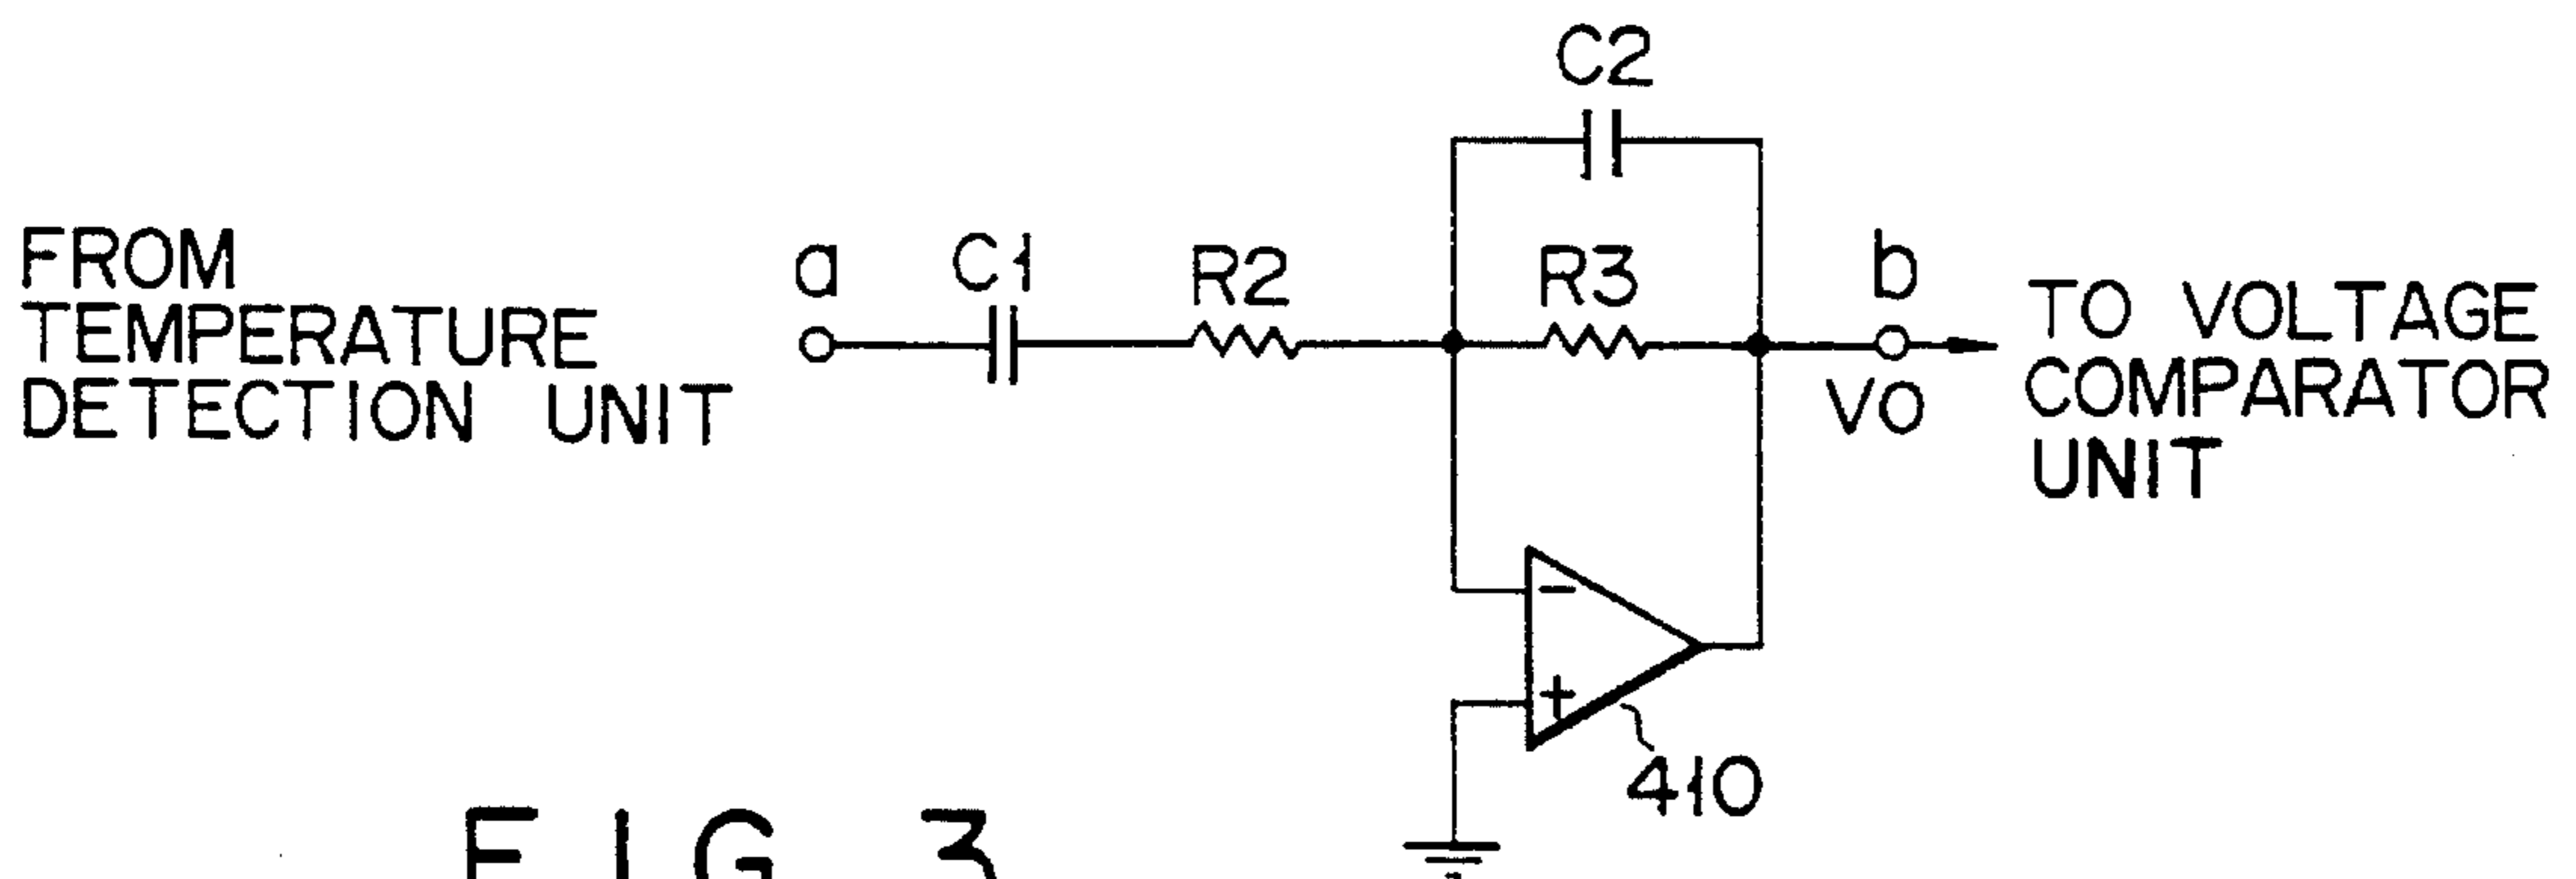 C2
FROM
TEMPERATURE
DETECTION UNIT
a
C1
R2
R3
b
VO
TO VOLTAGE
COMPARATOR
UNIT
-
+
410
FIG. 3